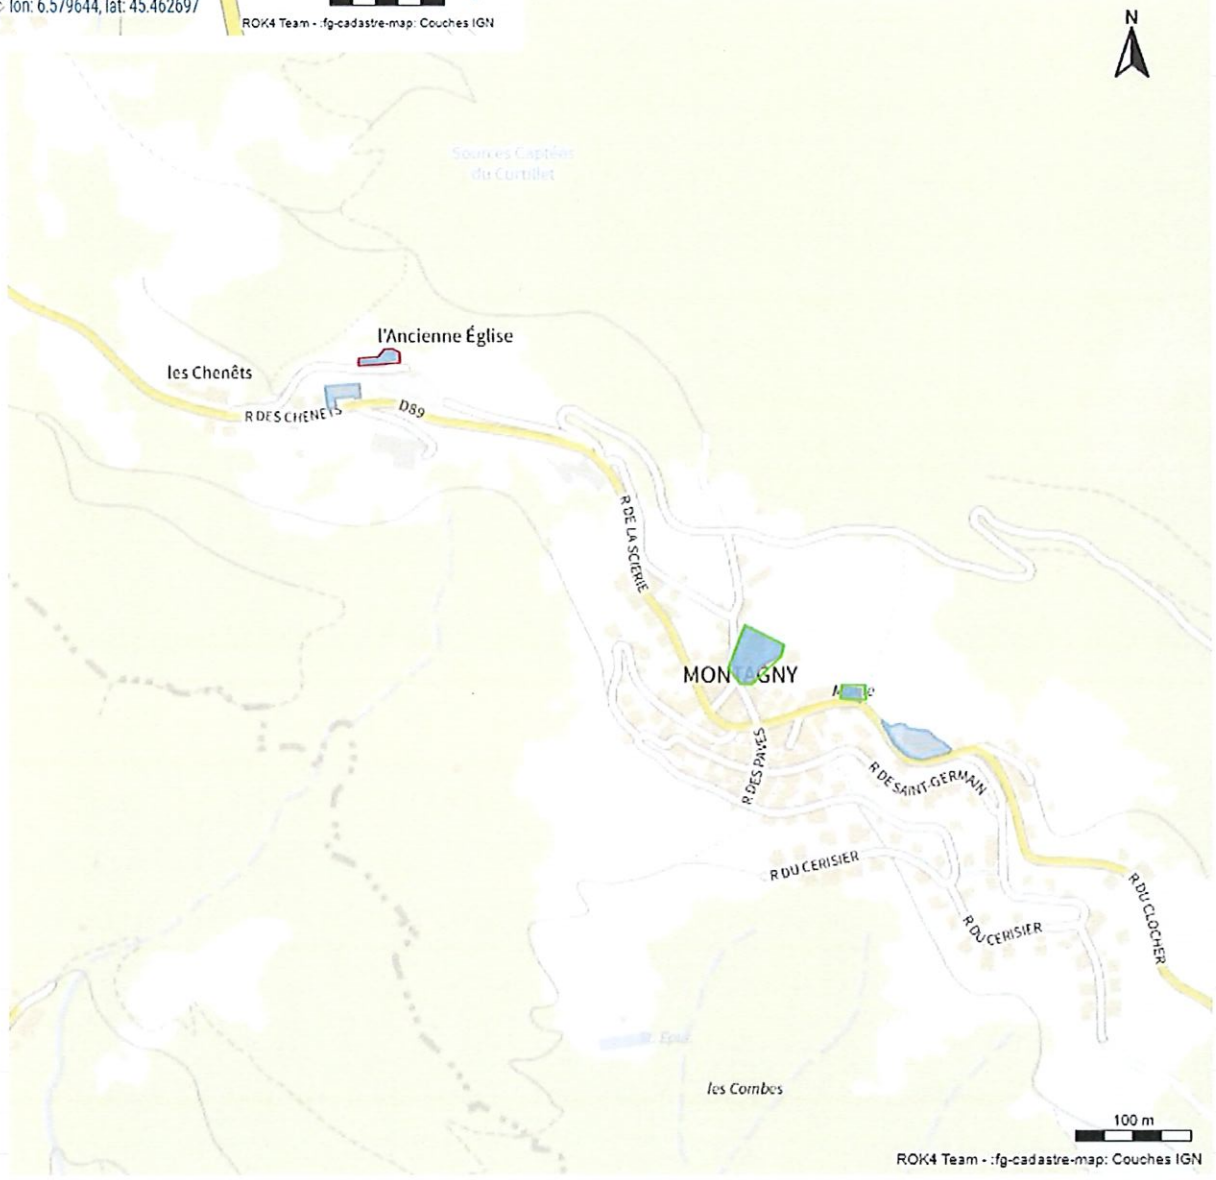 lon: 6.579644, lat: 45.462697
ROK4 Team - :fg-cadastre-map: Couches IGN
N
Sources Captées
du Curtillet
l'Ancienne Église
les Chenêts
R DES CHENETS
D89
R DE LA SCIERIE
MONTAGNY
R DES PAVES
R DE SAINT-GERMAIN
R DU CERISIER
R DU CERISIER
R DU CLOCHER
les Combes
100 m
ROK4 Team - :fg-cadastre-map: Couches IGN